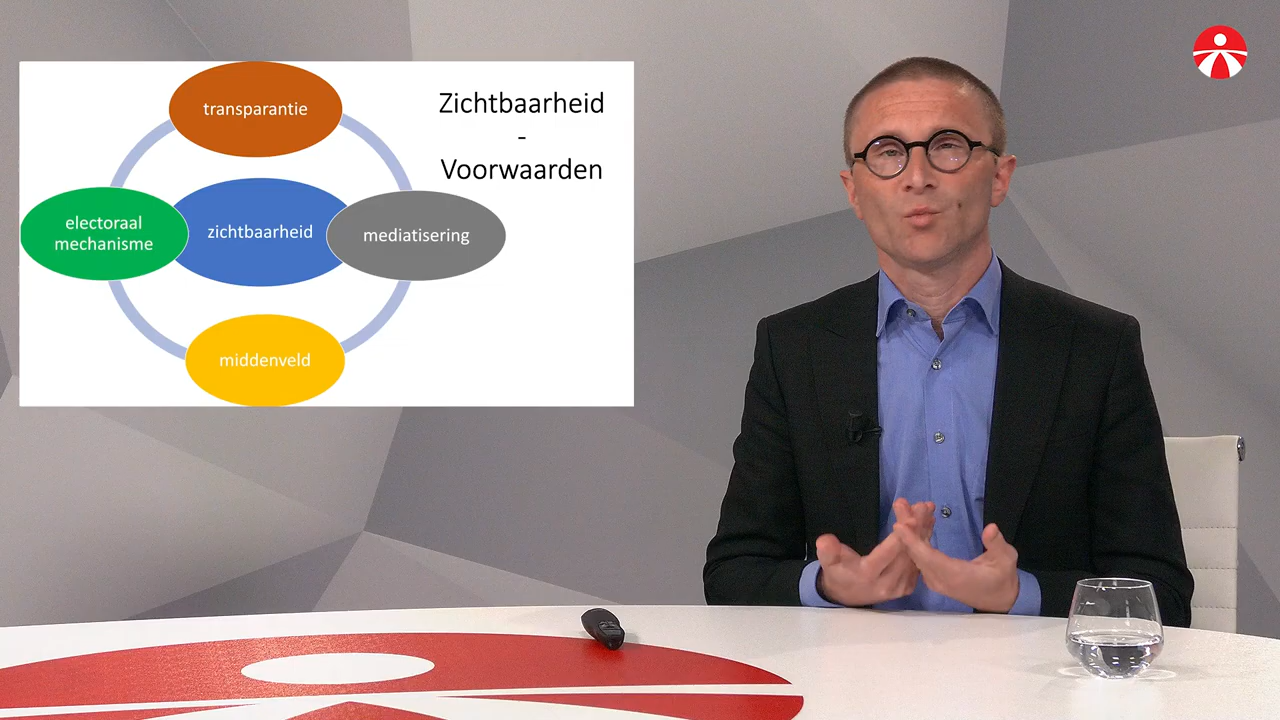 transparantie
Zichtbaarheid
-
Voorwaarden
electoraal
mechanisme
zichtbaarheid
mediatisering
middenveld